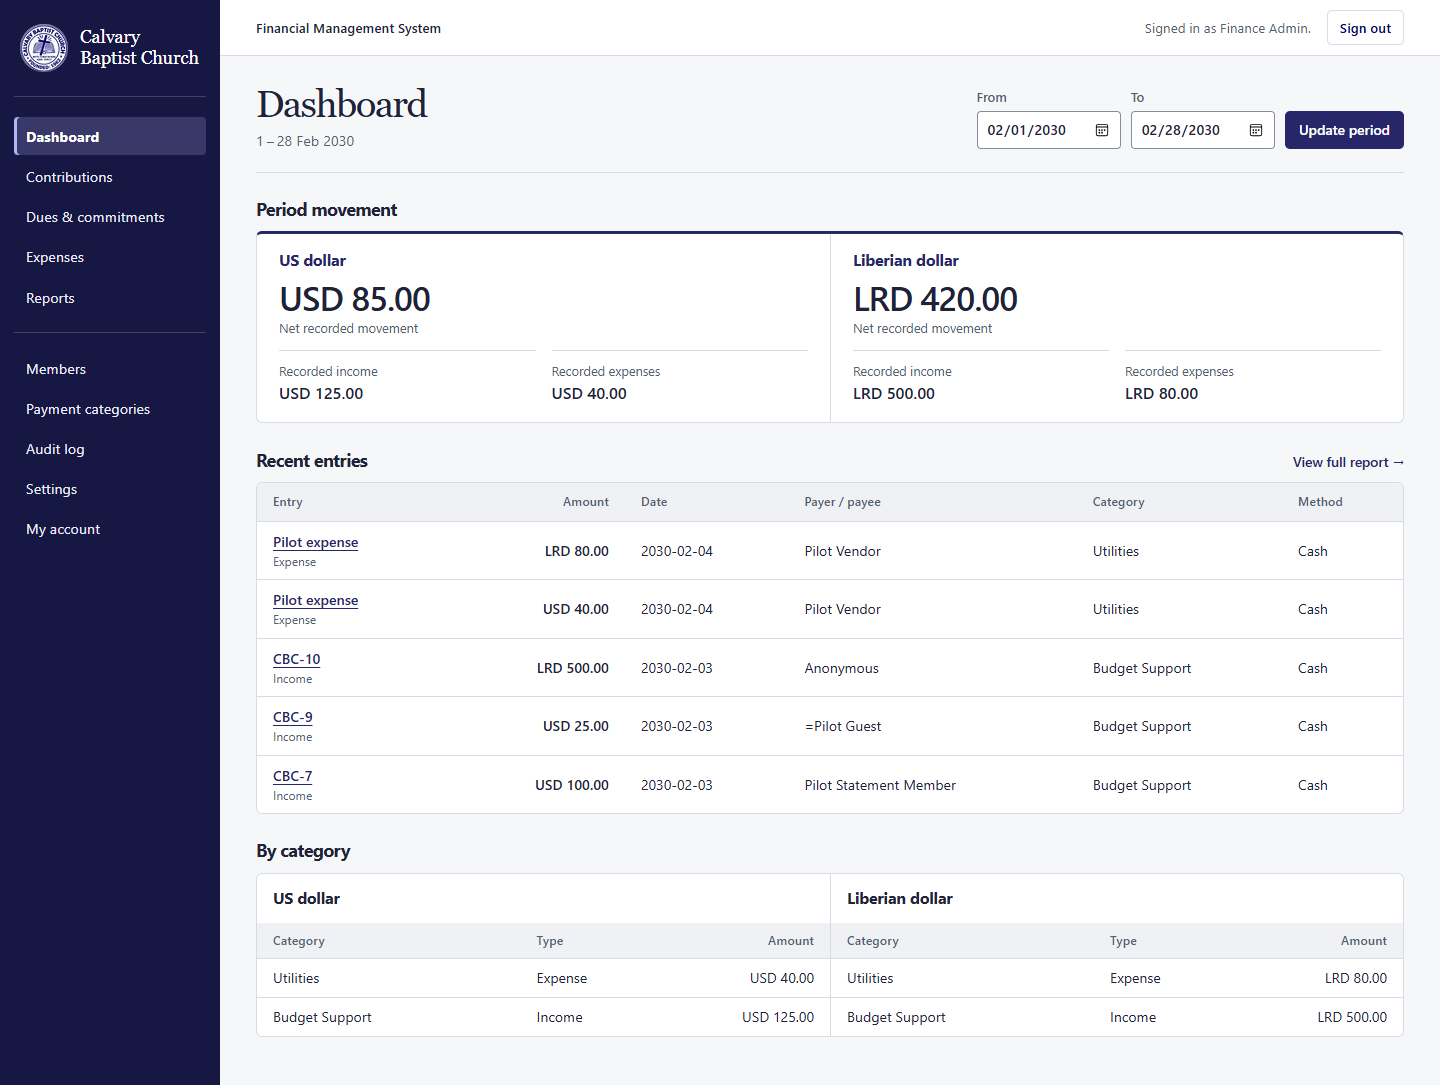 Calvary
Baptist Church
Dashboard
Contributions
Dues & commitments
Expenses
Reports
Members
Payment categories
Audit log
Settings
My account
Financial Management System
Signed in as Finance Admin.
Sign out
Dashboard
1 – 28 Feb 2030
From
To
02/01/2030
02/28/2030
Update period
Period movement
US dollar
USD 85.00
Net recorded movement
Recorded income
USD 125.00
Recorded expenses
USD 40.00
Liberian dollar
LRD 420.00
Net recorded movement
Recorded income
LRD 500.00
Recorded expenses
LRD 80.00
Recent entries
View full report →
Entry Amount Date Payer / payee Category Method
Pilot expense LRD 80.00 2030-02-04 Pilot Vendor Utilities Cash
Expense
Pilot expense USD 40.00 2030-02-04 Pilot Vendor Utilities Cash
Expense
CBC-10 LRD 500.00 2030-02-03 Anonymous Budget Support Cash
Income
CBC-9 USD 25.00 2030-02-03 =Pilot Guest Budget Support Cash
Income
CBC-7 USD 100.00 2030-02-03 Pilot Statement Member Budget Support Cash
Income
By category
US dollar
Category Type Amount
Utilities Expense USD 40.00
Budget Support Income USD 125.00
Liberian dollar
Category Type Amount
Utilities Expense LRD 80.00
Budget Support Income LRD 500.00